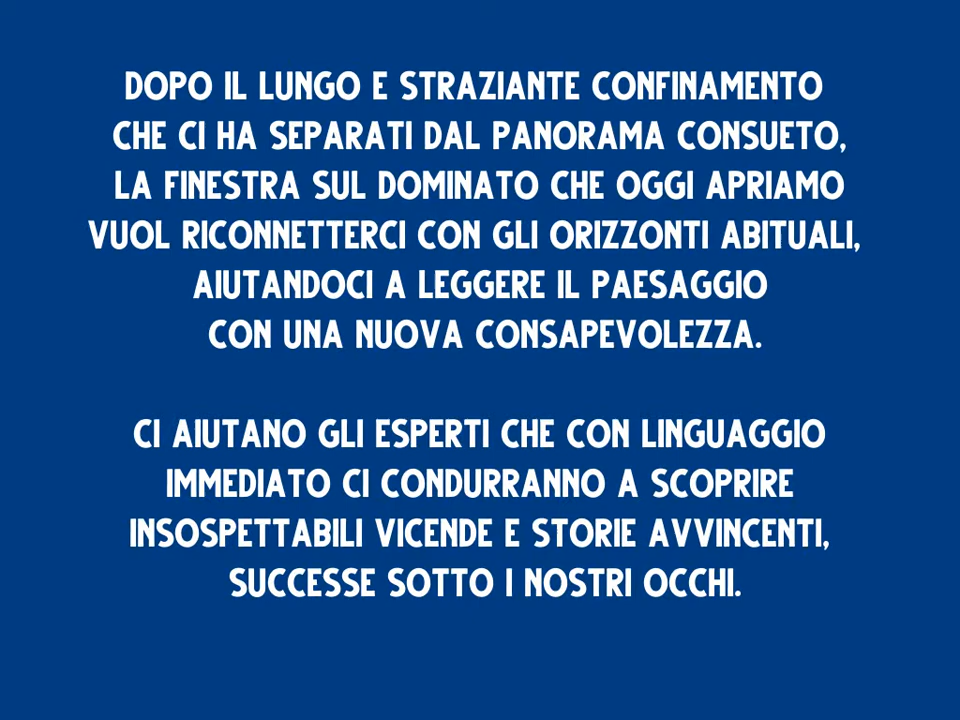 DOPO IL LUNGO E STRAZIANTE CONFINAMENTO
CHE CI HA SEPARATI DAL PANORAMA CONSUETO,
LA FINESTRA SUL DOMINATO CHE OGGI APRIAMO
VUOL RICONNETTERCI CON GLI ORIZZONTI ABITUALI,
AIUTANDOCI A LEGGERE IL PAESAGGIO
CON UNA NUOVA CONSAPEVOLEZZA.
CI AIUTANO GLI ESPERTI CHE CON LINGUAGGIO
IMMEDIATO CI CONDURRANNO A SCOPRIRE
INSOSPETTABILI VICENDE E STORIE AVVINCENTI,
SUCCESSE SOTTO I NOSTRI OCCHI.